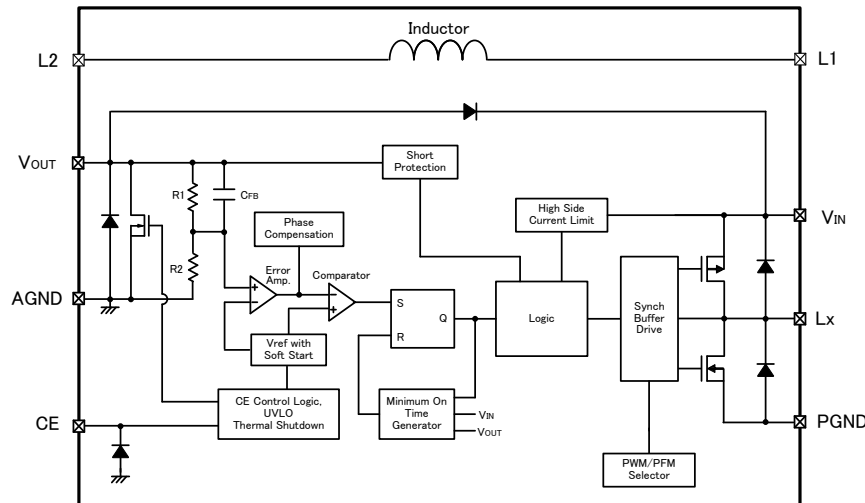 Inductor
L2
L1
VOUT
Short
Protection
R1
CFB
High Side
Current Limit
VIN
Phase
Compensation
R2
Error
Amp.
Comparator
AGND
+
−
−
+
S
Q
R
Logic
Synch
Buffer
Drive
Lx
Vref with
Soft Start
CE Control Logic,
UVLO
Thermal Shutdown
Minimum On
Time
Generator
VIN
VOUT
CE
PGND
PWM/PFM
Selector